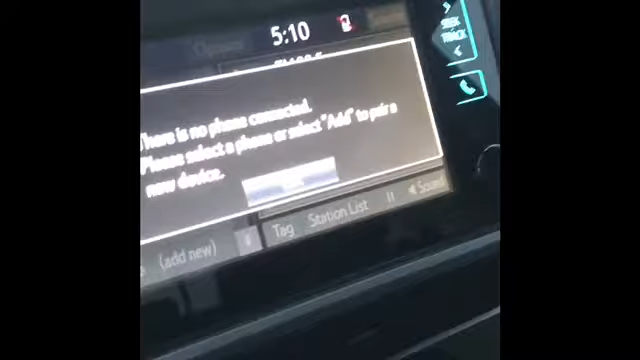 5:10
SEEK
TRACK
There is no phone connected.
Please select a phone or select "Add" to pair a
new device.
(add new)
Tag
Station List
Sound